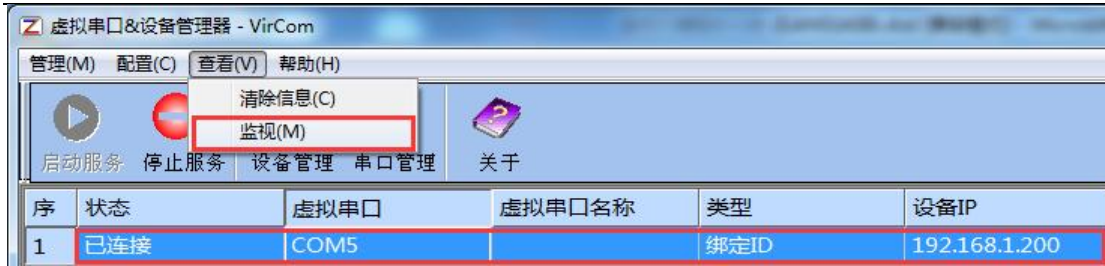 虚拟串口&设备管理器 - VirCom
管理(M) 配置(C) 查看(V) 帮助(H)
清除信息(C)
监视(M)
启动服务 停止服务 设备管理 串口管理 关于
序 状态 虚拟串口 虚拟串口名称 类型 设备IP
1 已连接 COM5 绑定ID 192.168.1.200